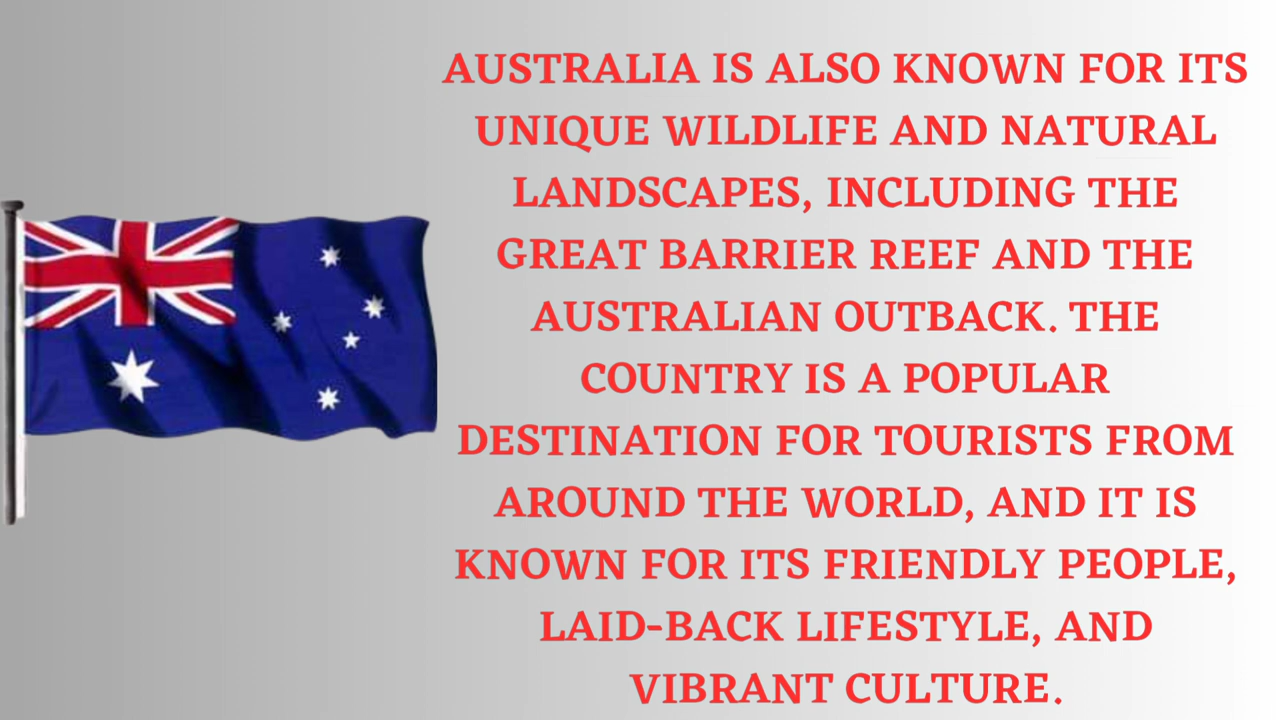 AUSTRALIA IS ALSO KNOWN FOR ITS
UNIQUE WILDLIFE AND NATURAL
LANDSCAPES, INCLUDING THE
GREAT BARRIER REEF AND THE
AUSTRALIAN OUTBACK. THE
COUNTRY IS A POPULAR
DESTINATION FOR TOURISTS FROM
AROUND THE WORLD, AND IT IS
KNOWN FOR ITS FRIENDLY PEOPLE,
LAID-BACK LIFESTYLE, AND
VIBRANT CULTURE.